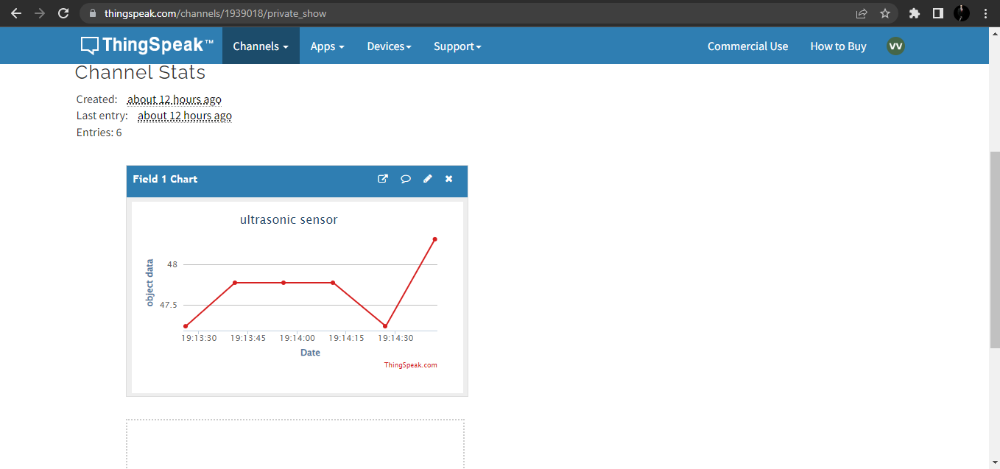 thingspeak.com/channels/1939018/private_show
ThingSpeak™ Channels Apps Devices Support Commercial Use How to Buy VV
Channel Stats
Created: about 12 hours ago
Last entry: about 12 hours ago
Entries: 6
Field 1 Chart
ultrasonic sensor
object data
48
47.5
19:13:30 19:13:45 19:14:00 19:14:15 19:14:30
Date
ThingSpeak.com